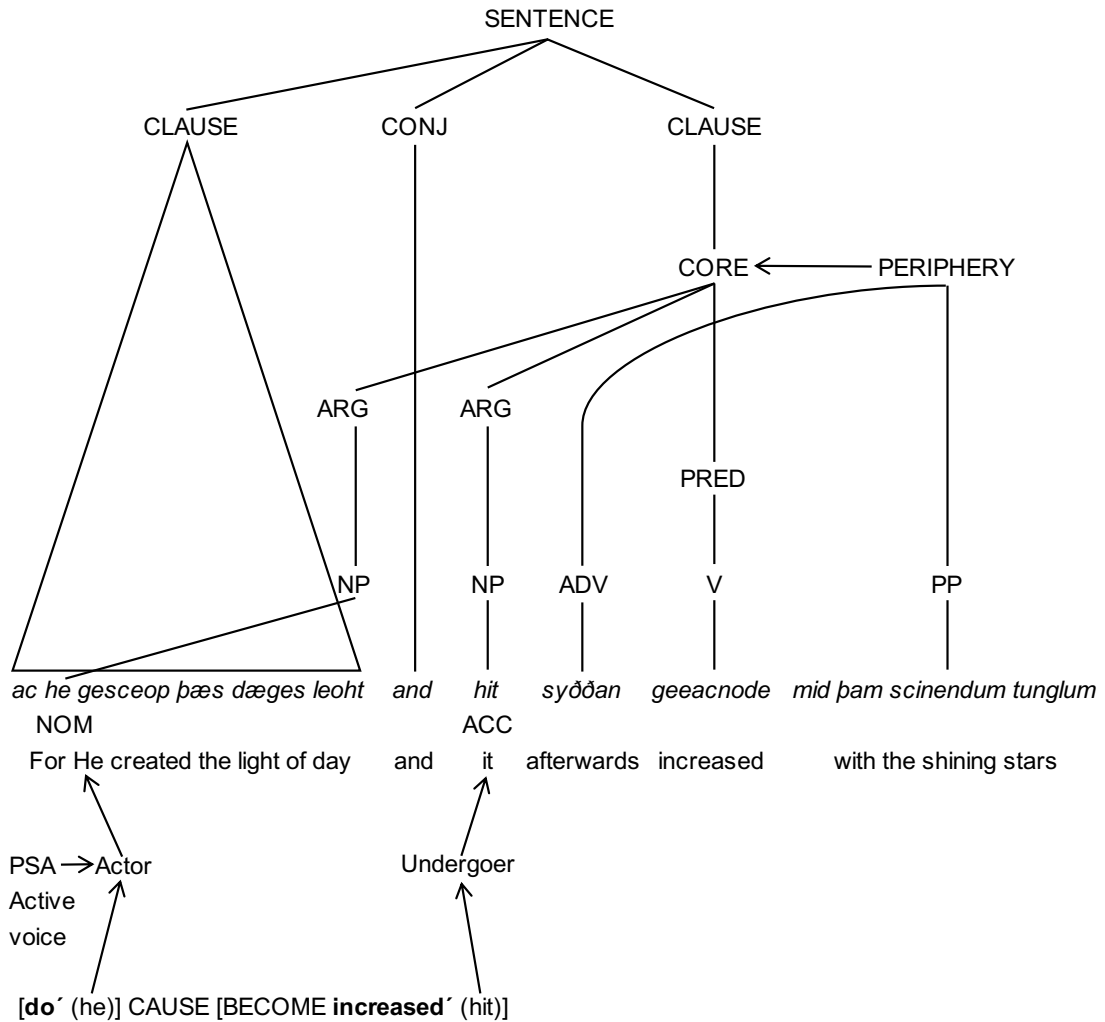 SENTENCE
CLAUSE CONJ CLAUSE
CORE PERIPHERY
ARG ARG
PRED
NP NP ADV V PP
ac he gesceop þæs dæges leoht and hit syððan geeacnode mid þam scinendum tunglum
NOM ACC
For He created the light of day and it afterwards increased with the shining stars
PSA Actor Undergoer
Active
voice
[do´ (he)] CAUSE [BECOME increased´ (hit)]